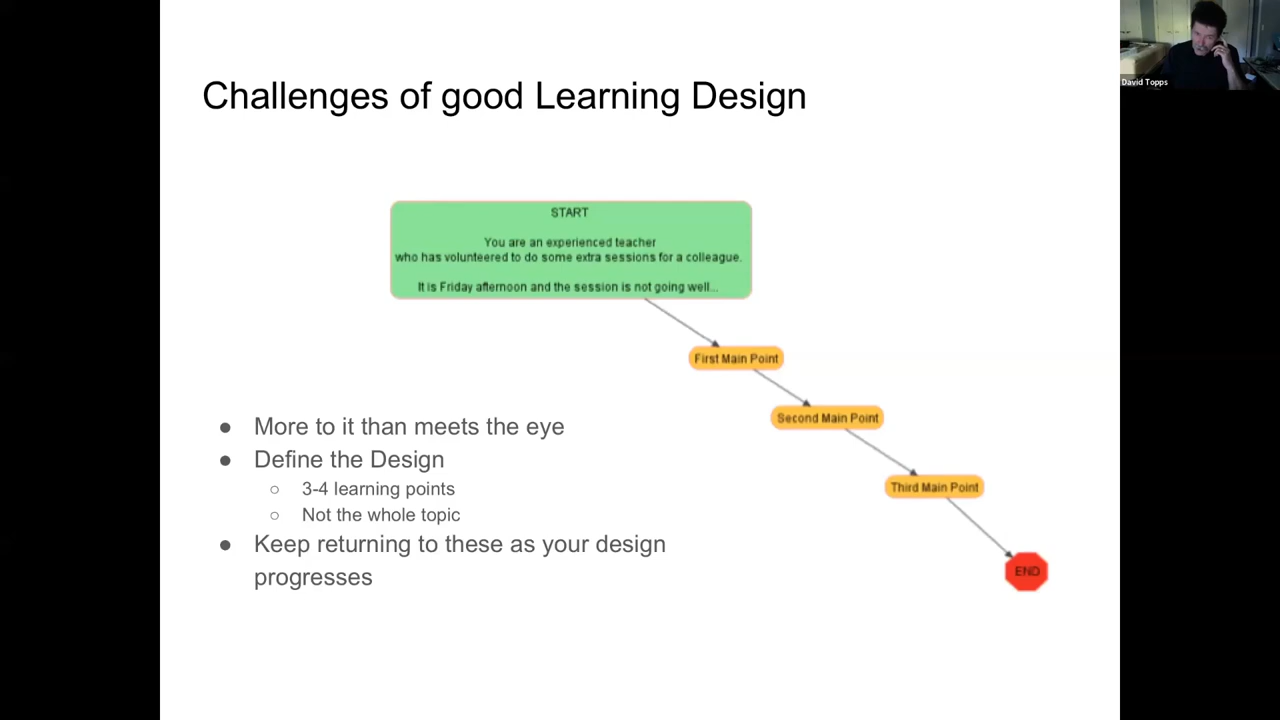 David Topps
Challenges of good Learning Design
START
You are an experienced teacher
who has volunteered to do some extra sessions for a colleague.
It is Friday afternoon and the session is not going well...
First Main Point
Second Main Point
Third Main Point
END
● More to it than meets the eye
● Define the Design
○ 3-4 learning points
○ Not the whole topic
● Keep returning to these as your design
progresses